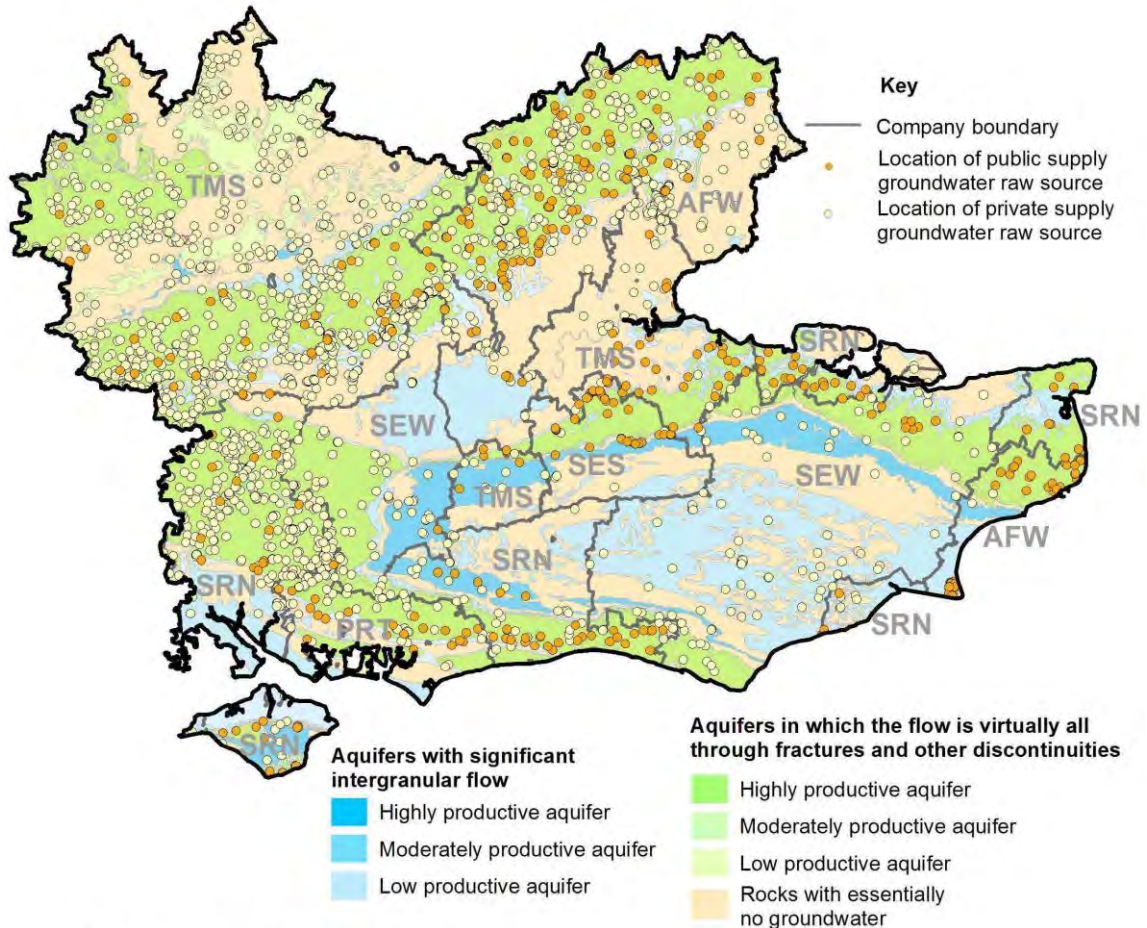 Key
Company boundary
Location of public supply
groundwater raw source
Location of private supply
groundwater raw source
TMS
AFW
TMS
SRN
SRN
SEW
SES
SEW
TMS
AFW
SRN
SRN
SRN
PRT
SRN
Aquifers with significant
intergranular flow
Highly productive aquifer
Moderately productive aquifer
Low productive aquifer
Aquifers in which the flow is virtually all
through fractures and other discontinuities
Highly productive aquifer
Moderately productive aquifer
Low productive aquifer
Rocks with essentially
no groundwater